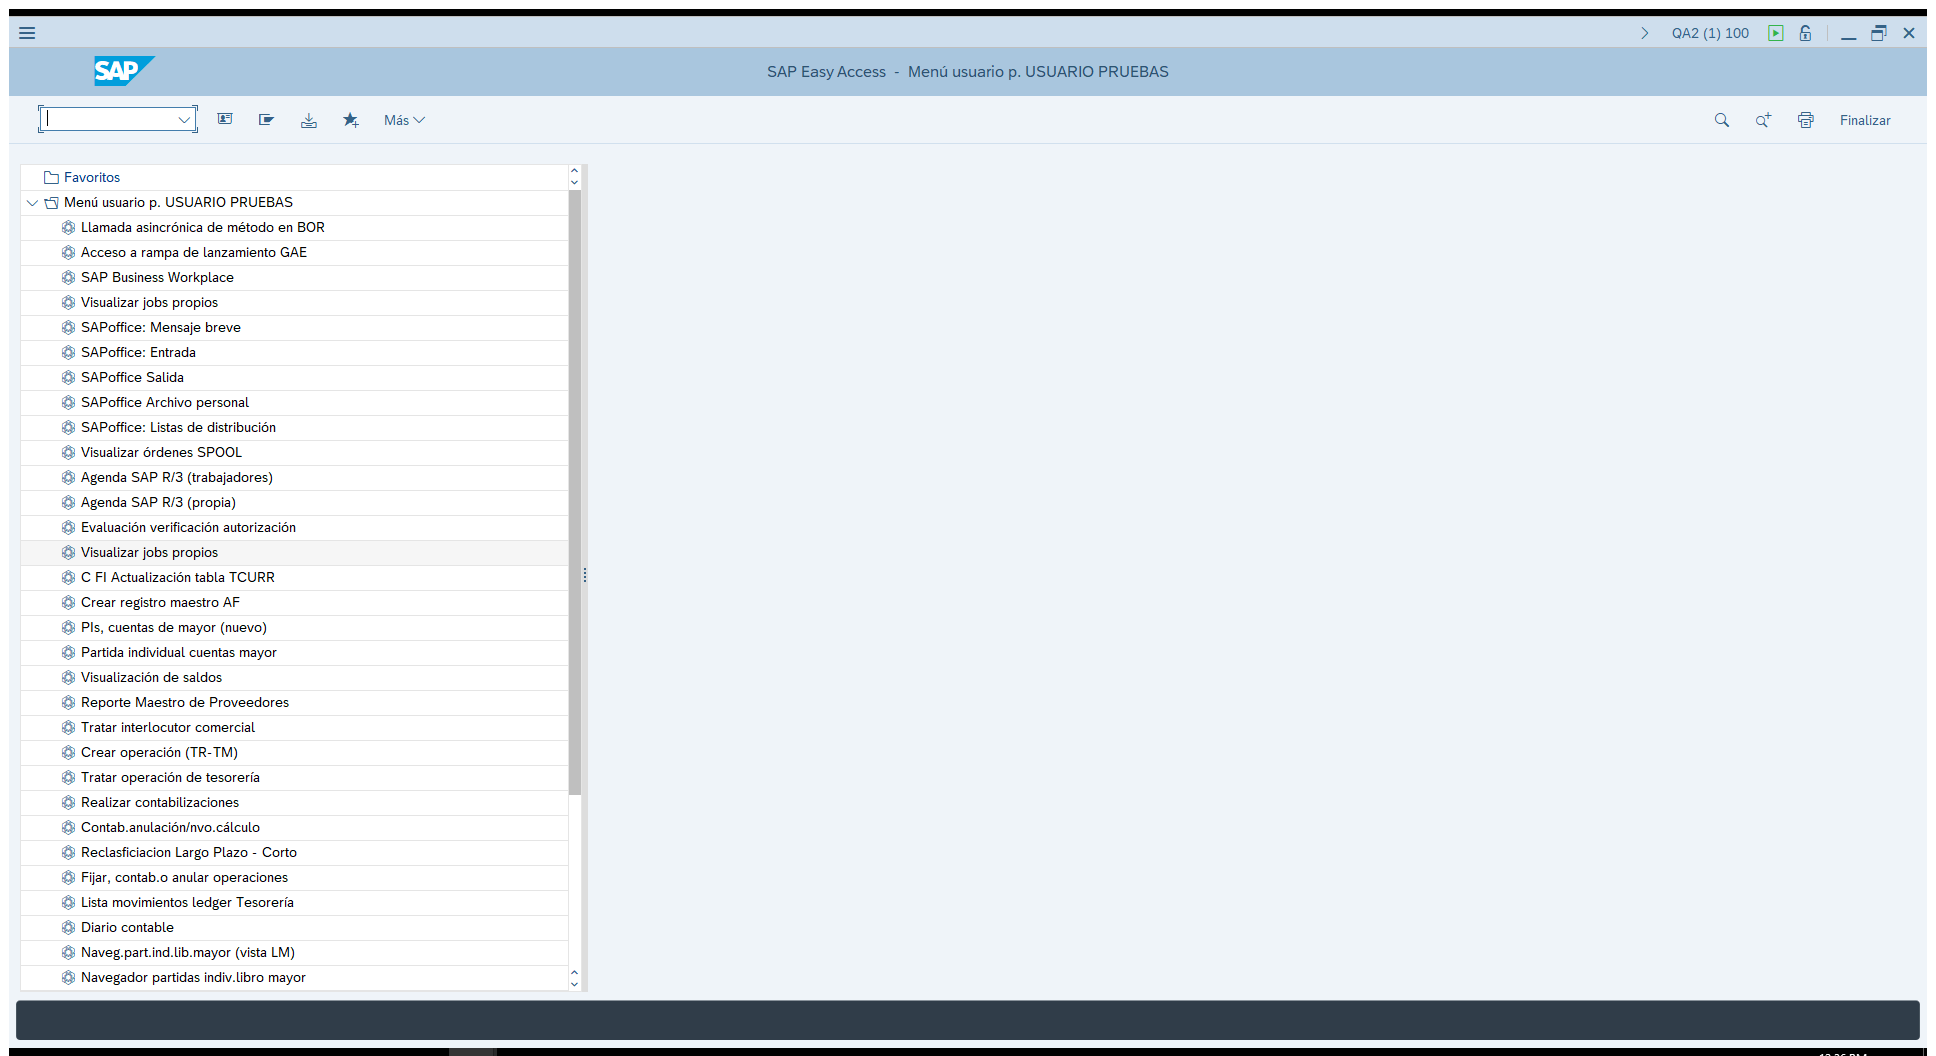 QA2 (1) 100
SAP
SAP Easy Access - Menú usuario p. USUARIO PRUEBAS
Más
Finalizar
Favoritos
Menú usuario p. USUARIO PRUEBAS
Llamada asincrónica de método en BOR
Acceso a rampa de lanzamiento GAE
SAP Business Workplace
Visualizar jobs propios
SAPoffice: Mensaje breve
SAPoffice: Entrada
SAPoffice Salida
SAPoffice Archivo personal
SAPoffice: Listas de distribución
Visualizar órdenes SPOOL
Agenda SAP R/3 (trabajadores)
Agenda SAP R/3 (propia)
Evaluación verificación autorización
Visualizar jobs propios
C FI Actualización tabla TCURR
Crear registro maestro AF
PIs, cuentas de mayor (nuevo)
Partida individual cuentas mayor
Visualización de saldos
Reporte Maestro de Proveedores
Tratar interlocutor comercial
Crear operación (TR-TM)
Tratar operación de tesorería
Realizar contabilizaciones
Contab.anulación/nvo.cálculo
Reclasficiacion Largo Plazo - Corto
Fijar, contab.o anular operaciones
Lista movimientos ledger Tesorería
Diario contable
Naveg.part.ind.lib.mayor (vista LM)
Navegador partidas indiv.libro mayor